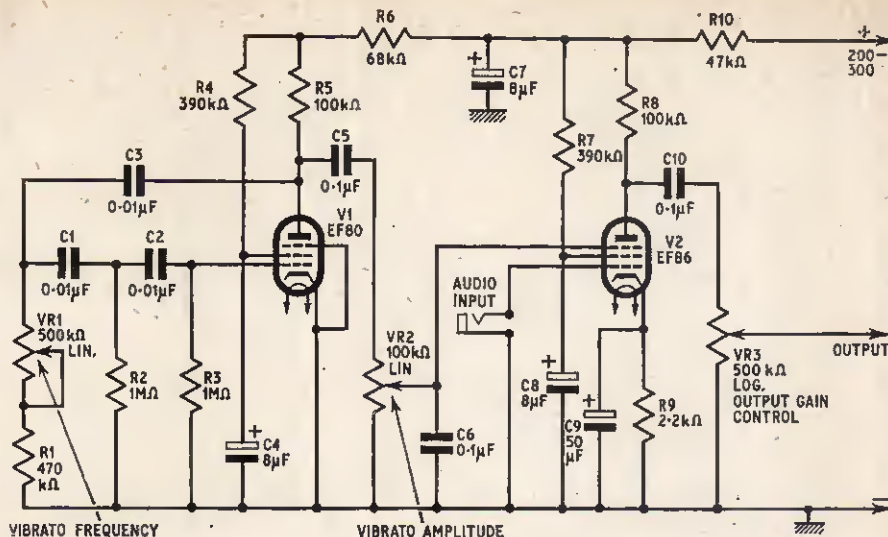 R6
68kΩ
R10
47kΩ
+
200-
300
R4
390kΩ
R5
100kΩ
+
C7
8μF
R8
100kΩ
R7
390kΩ
C5
0·1μF
C3
0·01μF
C10
0·1μF
V1
EF80
V2
EF86
C1
0·01μF
C2
0·01μF
AUDIO
INPUT
VR1
500kΩ
LIN.
VR2
100kΩ
LIN
OUTPUT
VR3
500 kΩ
LOG.
OUTPUT GAIN
CONTROL
R2
1MΩ
R3
1MΩ
+
C8
8μF
+
C9
50
μF
R9
2·2kΩ
R1
470
kΩ
+
C4
8μF
C6
0·1μF
–
VIBRATO FREQUENCY
VIBRATO AMPLITUDE